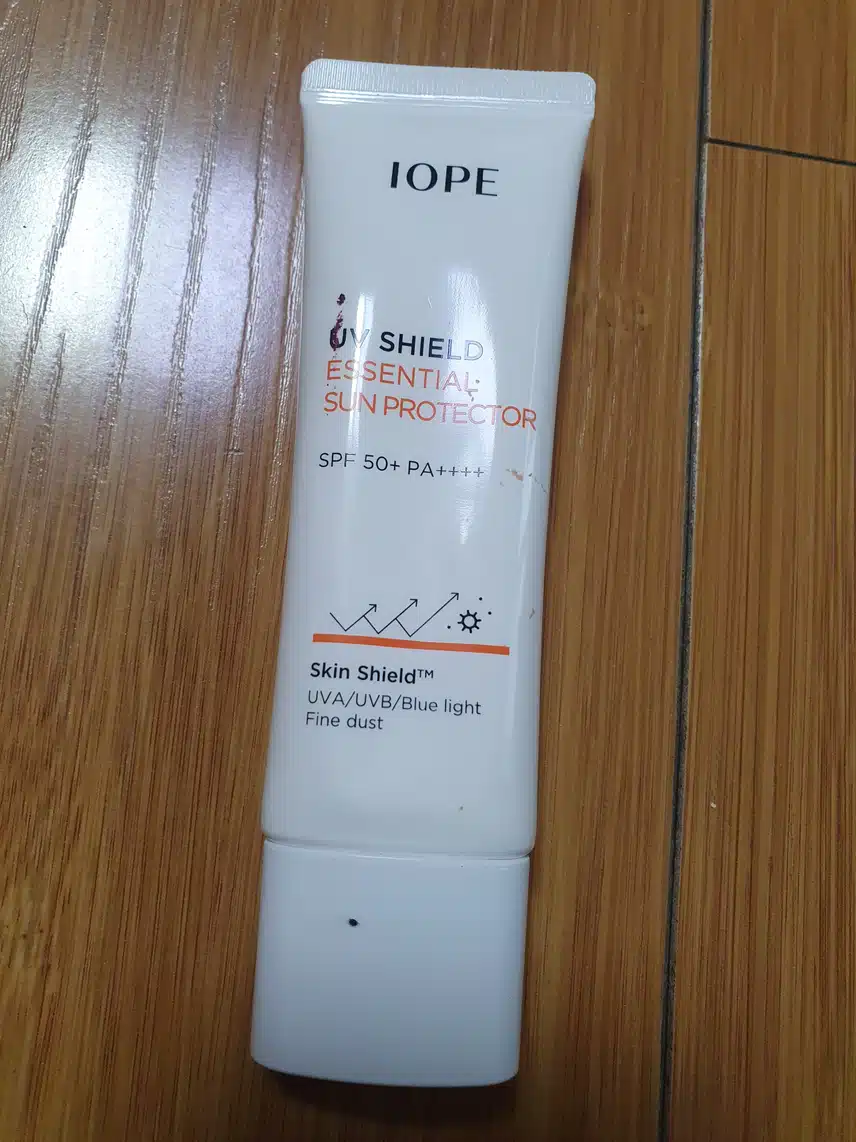 IOPE
UV SHIELD
ESSENTIAL
SUN PROTECTOR
SPF 50+ PA++++
Skin Shield™
UVA/UVB/Blue light
Fine dust